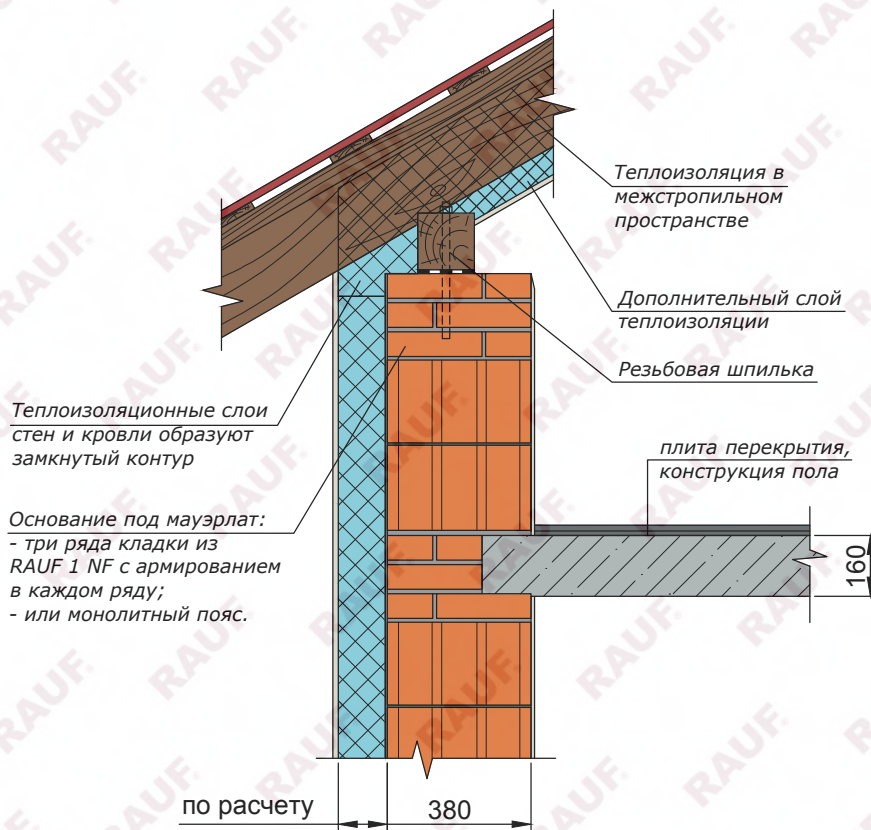 Теплоизоляция в
межстропильном
пространстве
Дополнительный слой
теплоизоляции
Резьбовая шпилька
Теплоизоляционные слои
стен и кровли образуют
замкнутый контур
плита перекрытия,
конструкция пола
Основание под мауэрлат:
- три ряда кладки из
RAUF 1 NF с армированием
в каждом ряду;
- или монолитный пояс.
160
по расчету
380
RAUF